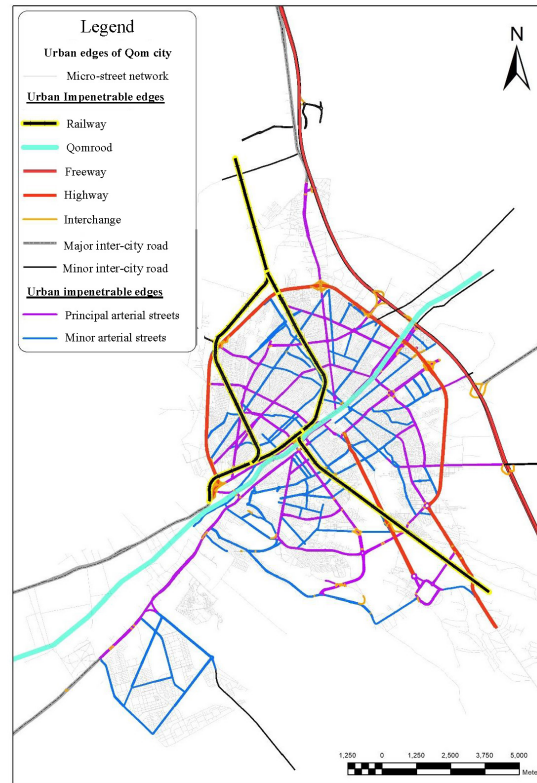 Legend
Urban edges of Qom city
Micro-street network
Urban Impenetrable edges
Railway
Qomrood
Freeway
Highway
Interchange
Major inter-city road
Minor inter-city road
Urban impenetrable edges
Principal arterial streets
Minor arterial streets
N
1,250 0 1,250 2,500 3,750 5,000
Mete